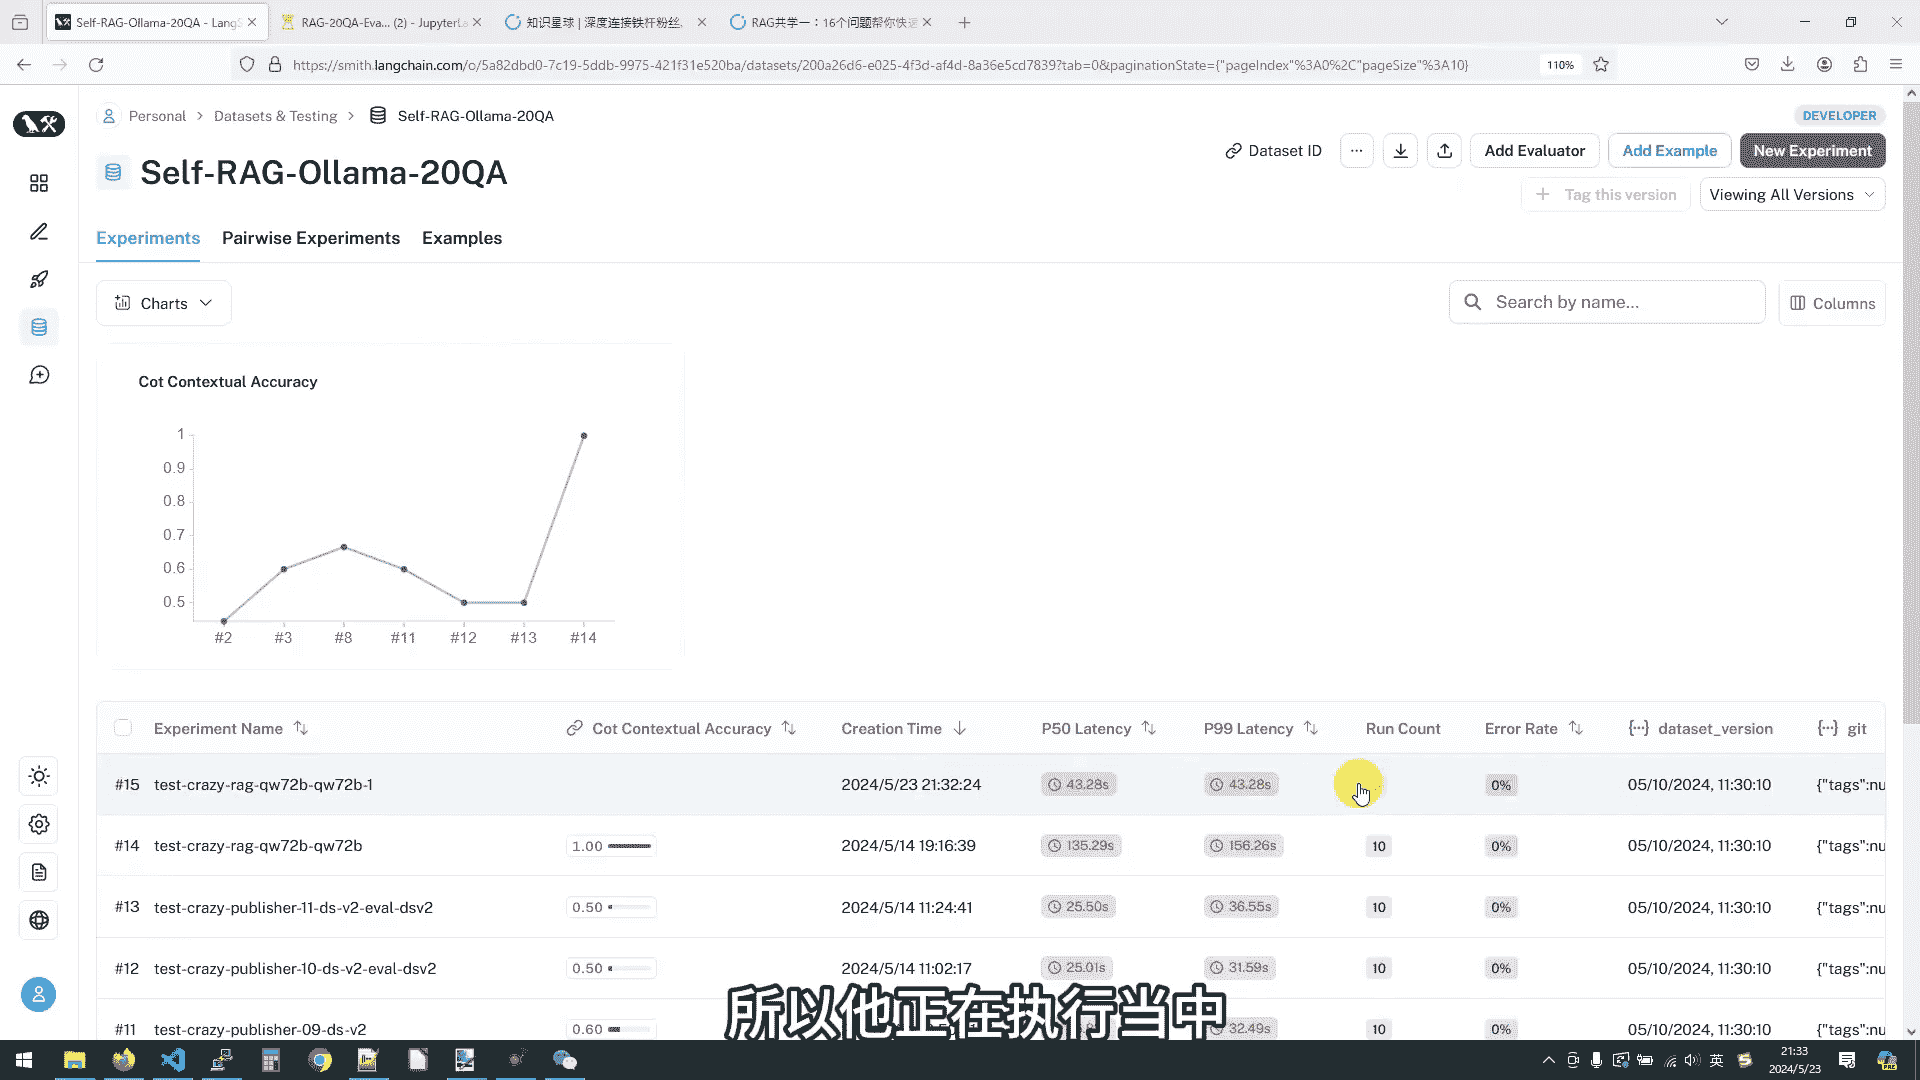 Self-RAG-Ollama-20QA - LangS
RAG-20QA-Eva... (2) - JupyterLa
知识星球 | 深度连接铁杆粉丝,
RAG共学一：16个问题帮你快速
https://smith.langchain.com/o/5a82dbd0-7c19-5ddb-9975-421f31e520ba/datasets/200a26d6-e025-4f3d-af4d-8a36e5cd7839?tab=0&paginationState={"pageIndex"%3A0%2C"pageSize"%3A10}
110%
Personal > Datasets & Testing > Self-RAG-Ollama-20QA
DEVELOPER
Self-RAG-Ollama-20QA
Dataset ID
...
Add Evaluator
Add Example
New Experiment
+ Tag this version
Viewing All Versions
Experiments
Pairwise Experiments
Examples
Charts
Search by name...
Columns
Cot Contextual Accuracy
1
0.9
0.8
0.7
0.6
0.5
#2 #3 #8 #11 #12 #13 #14
Experiment Name Cot Contextual Accuracy Creation Time P50 Latency P99 Latency Run Count Error Rate dataset_version git
#15 test-crazy-rag-qw72b-qw72b-1 2024/5/23 21:32:24 43.28s 43.28s 0% 05/10/2024, 11:30:10 {"tags":nu
#14 test-crazy-rag-qw72b-qw72b 1.00 2024/5/14 19:16:39 135.29s 156.26s 10 0% 05/10/2024, 11:30:10 {"tags":nu
#13 test-crazy-publisher-11-ds-v2-eval-dsv2 0.50 2024/5/14 11:24:41 25.50s 36.55s 10 0% 05/10/2024, 11:30:10 {"tags":nu
#12 test-crazy-publisher-10-ds-v2-eval-dsv2 0.50 2024/5/14 11:02:17 25.01s 31.59s 10 0% 05/10/2024, 11:30:10 {"tags":nu
#11 test-crazy-publisher-09-ds-v2 0.60 32.49s 10 0% 05/10/2024, 11:30:10 {"tags":nu
所以他正在执行当中
英
21:33
2024/5/23